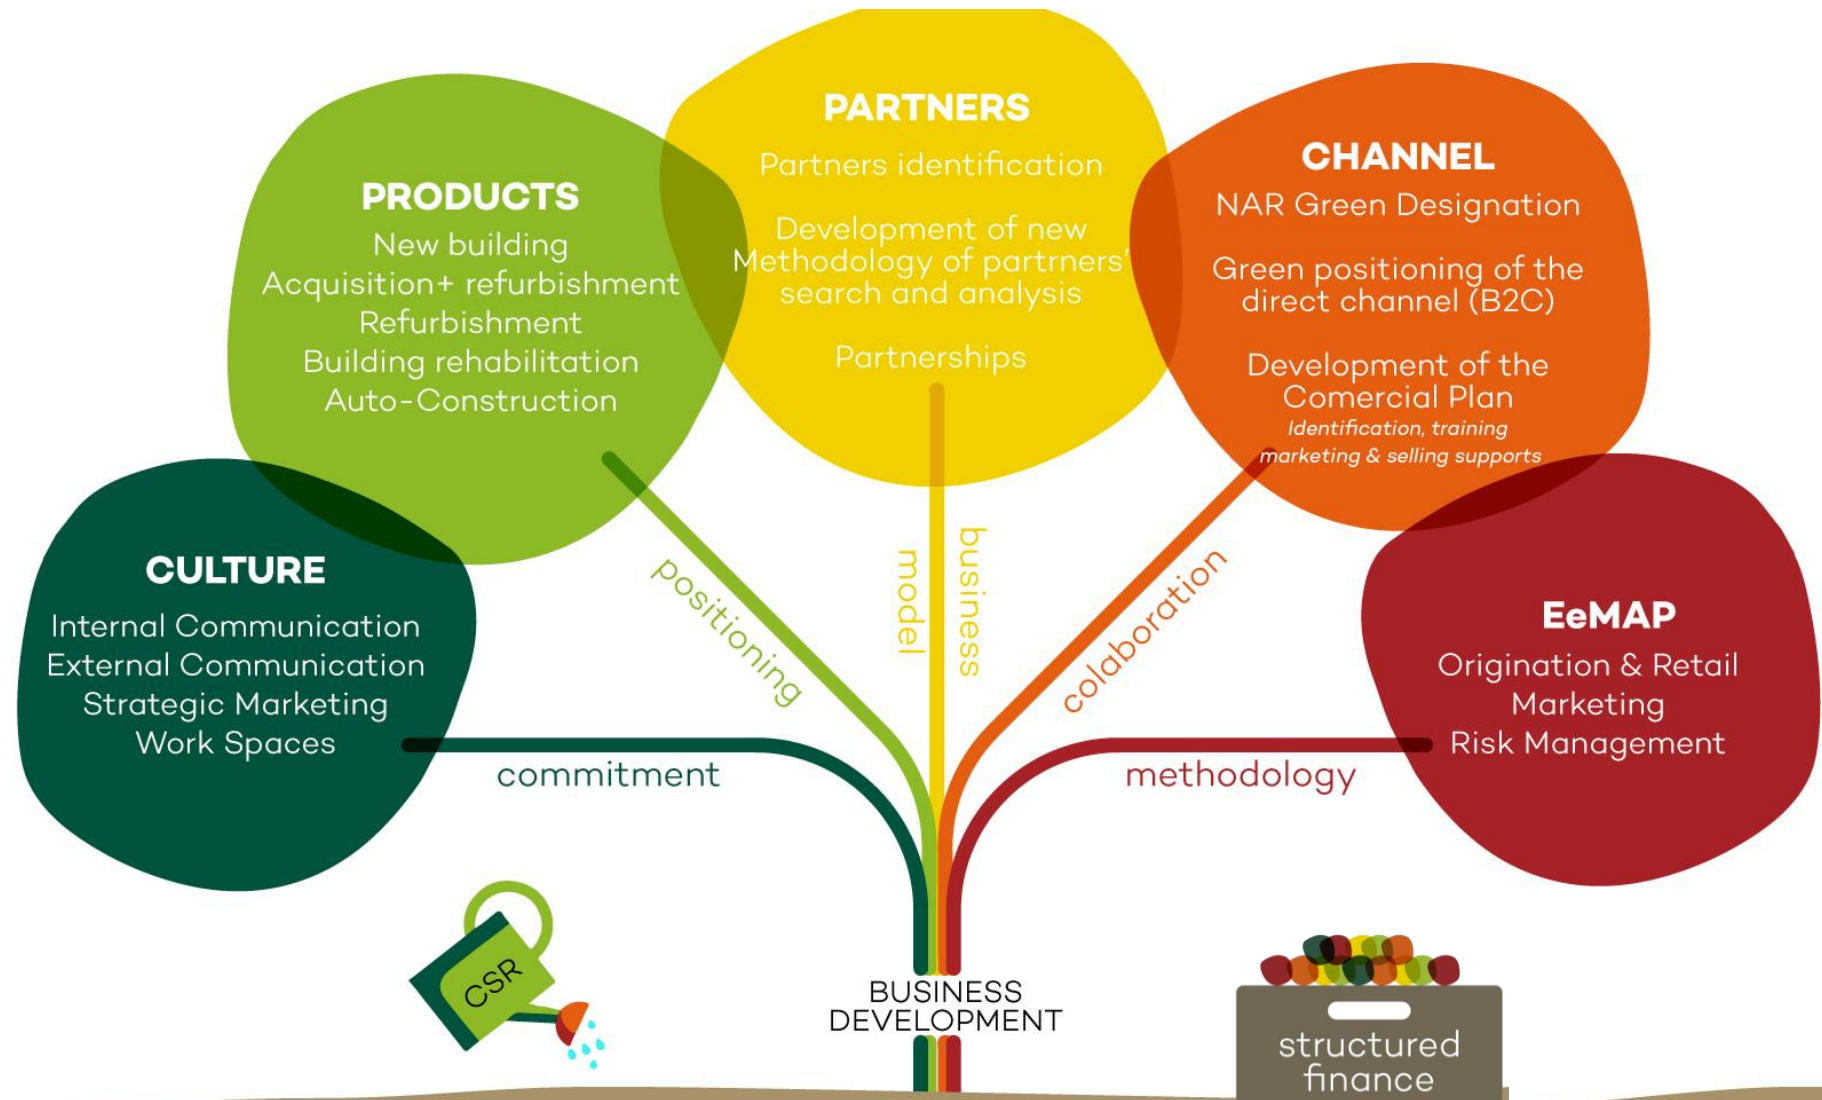 PARTNERS
Partners identification
Development of new
Methodology of partrners'
search and analysis
Partnerships
CHANNEL
NAR Green Designation
Green positioning of the
direct channel (B2C)
Development of the
Comercial Plan
Identification, training
marketing & selling supports
PRODUCTS
New building
Acquisition+ refurbishment
Refurbishment
Building rehabilitation
Auto-Construction
CULTURE
Internal Communication
External Communication
Strategic Marketing
Work Spaces
EeMAP
Origination & Retail
Marketing
Risk Management
positioning
business
model
colaboration
commitment
methodology
CSR
BUSINESS
DEVELOPMENT
structured
finance